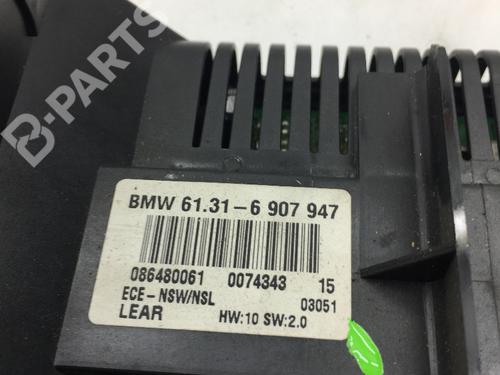 B-PARTS
BMW 61.31-6 907 947
086480061 0074343 15
ECE-NSW/NSL 03051
LEAR HW:10 SW:2.0